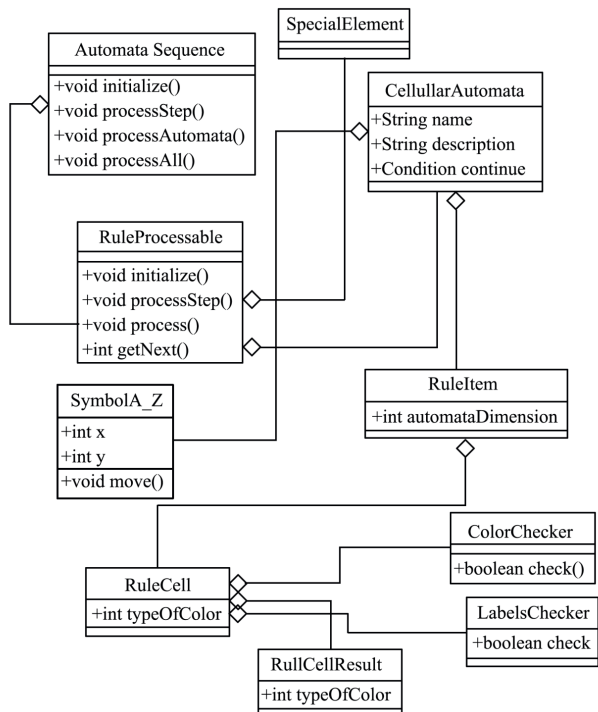 SpecialElement
Automata Sequence
+void initialize()
+void processStep()
+void processAutomata()
+void processAll()
CellullarAutomata
+String name
+String description
+Condition continue
RuleProcessable
+void initialize()
+void processStep()
+void process()
+int getNext()
RuleItem
+int automataDimension
SymbolA_Z
+int x
+int y
+void move()
ColorChecker
+boolean check()
RuleCell
+int typeOfColor
LabelsChecker
+boolean check
RullCellResult
+int typeOfColor